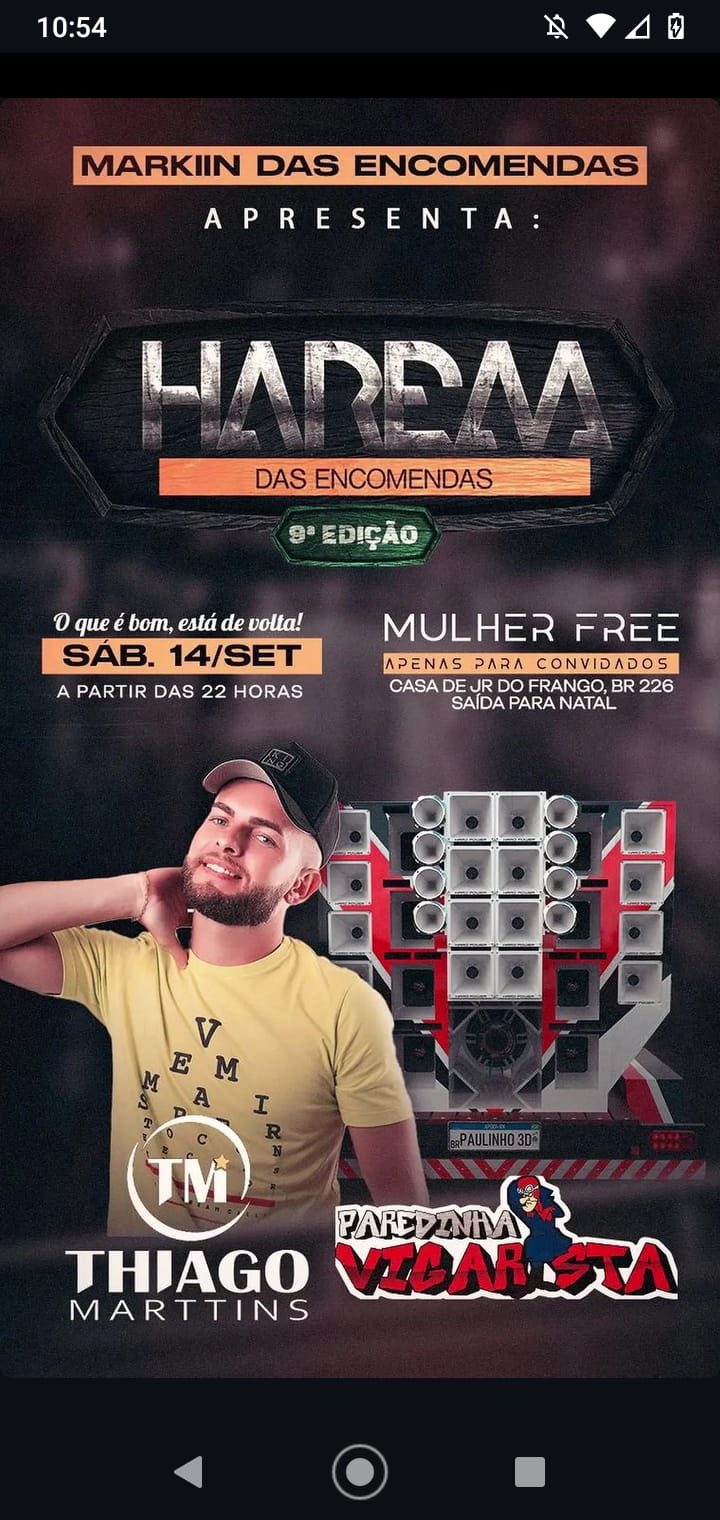 10:54
MARKIIN DAS ENCOMENDAS
APRESENTA:
HAREM
DAS ENCOMENDAS
9ª EDIÇÃO
O que é bom, está de volta!
SÁB. 14/SET
A PARTIR DAS 22 HORAS
MULHER FREE
APENAS PARA CONVIDADOS
CASA DE JR DO FRANGO, BR 226
SAÍDA PARA NATAL
KING
V
E M
M A I
TM
THIAGO
MARTTINS
BR PAULINHO 3D
PAREDINHA
VIGARISTA